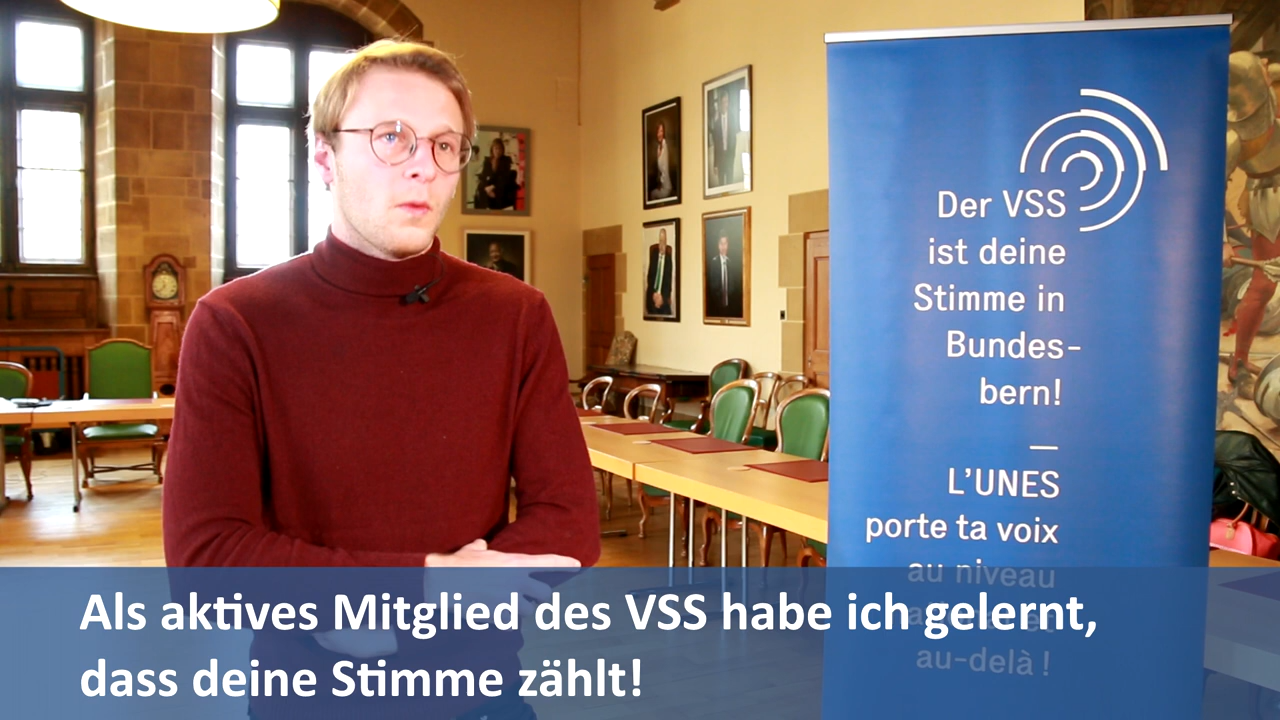 Der VSS
ist deine
Stimme in
Bundes-
bern!
—
L'UNES
porte ta voix
au niveau
au-delà !
Als aktives Mitglied des VSS habe ich gelernt,
dass deine Stimme zählt!